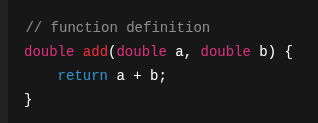 // function definition
double add(double a, double b) {
    return a + b;
}